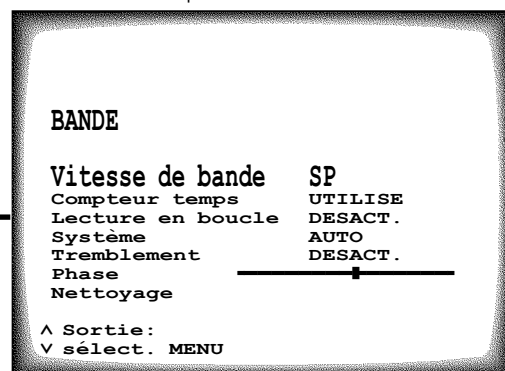 BANDE
Vitesse de bande SP
Compteur temps UTILISE
Lecture en boucle DESACT.
Système AUTO
Tremblement DESACT.
Phase
Nettoyage
∧ Sortie:
∨ sélect. MENU